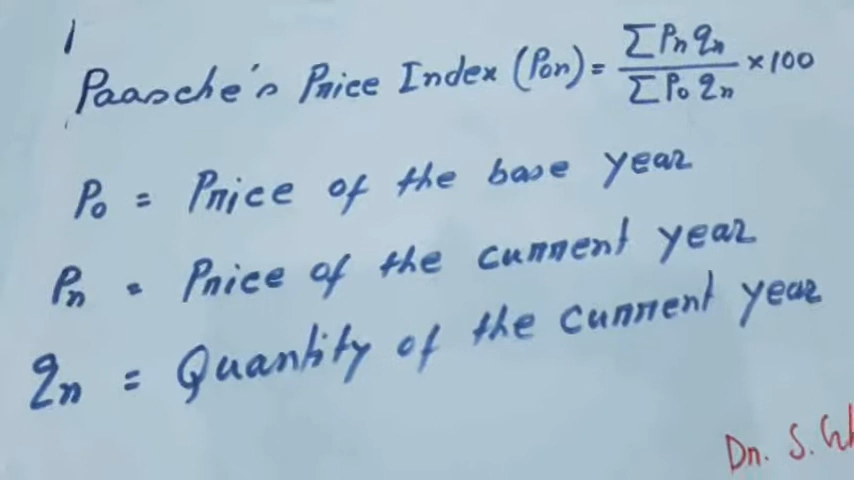 Paasche's Price Index (Pon) = ΣPnqn / ΣPoqn ×100
Po = Price of the base year
Pn = Price of the current year
qn = Quantity of the current year
Dr. S.